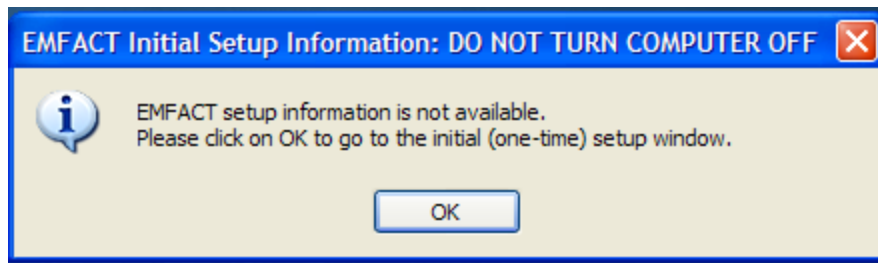 EMFACT Initial Setup Information: DO NOT TURN COMPUTER OFF
EMFACT setup information is not available.
Please click on OK to go to the initial (one-time) setup window.
OK